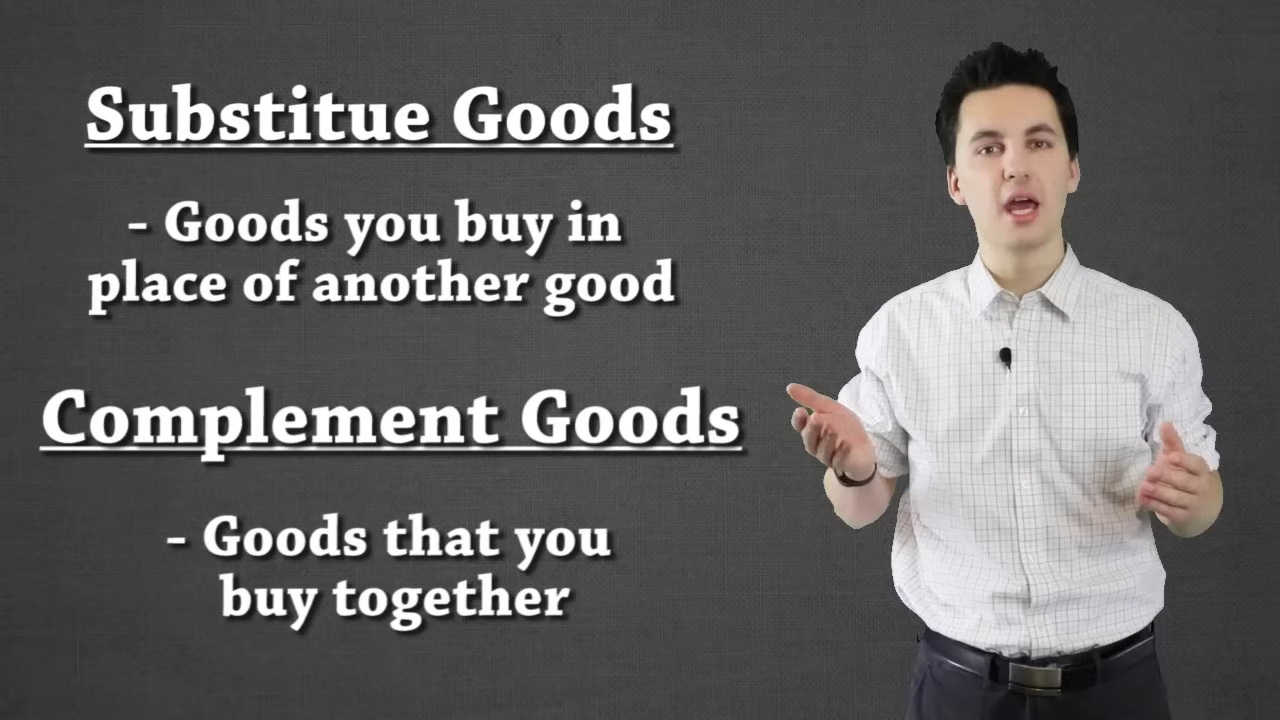 Substitue Goods
- Goods you buy in
place of another good
Complement Goods
- Goods that you
buy together